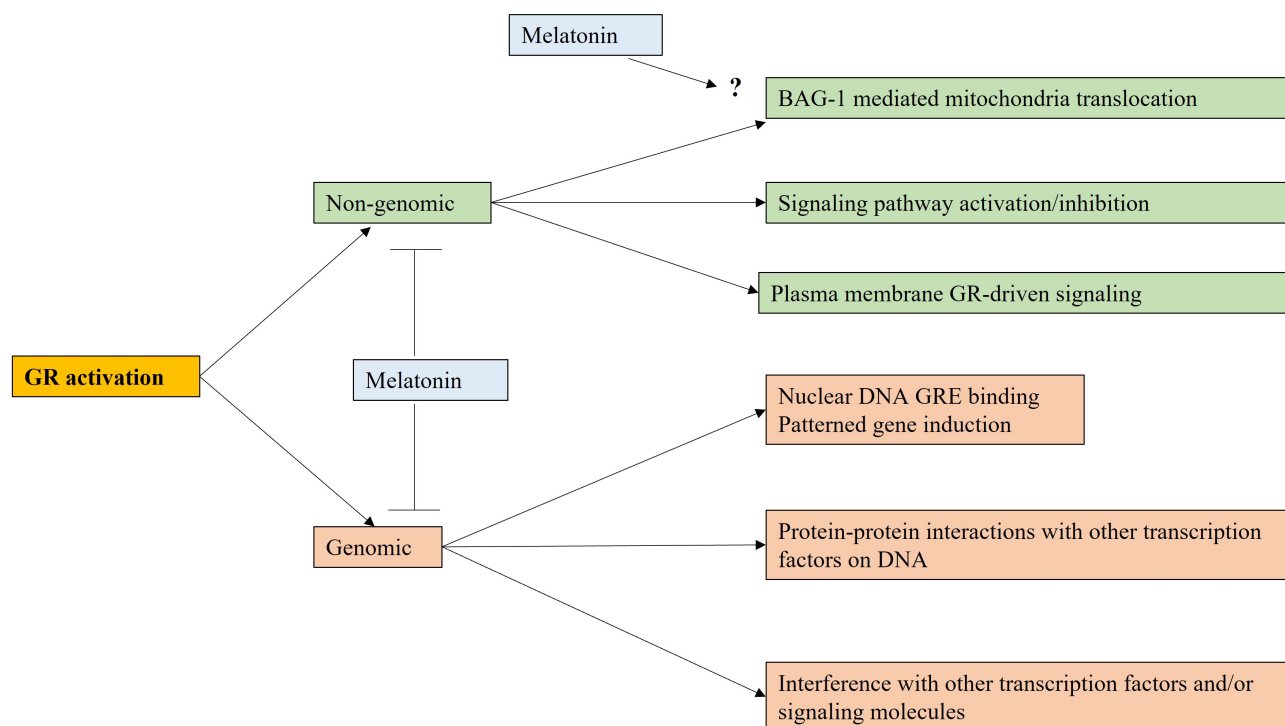 Melatonin
?
BAG-1 mediated mitochondria translocation
Non-genomic
Signaling pathway activation/inhibition
Plasma membrane GR-driven signaling
GR activation
Melatonin
Nuclear DNA GRE binding
Patterned gene induction
Genomic
Protein-protein interactions with other transcription
factors on DNA
Interference with other transcription factors and/or
signaling molecules